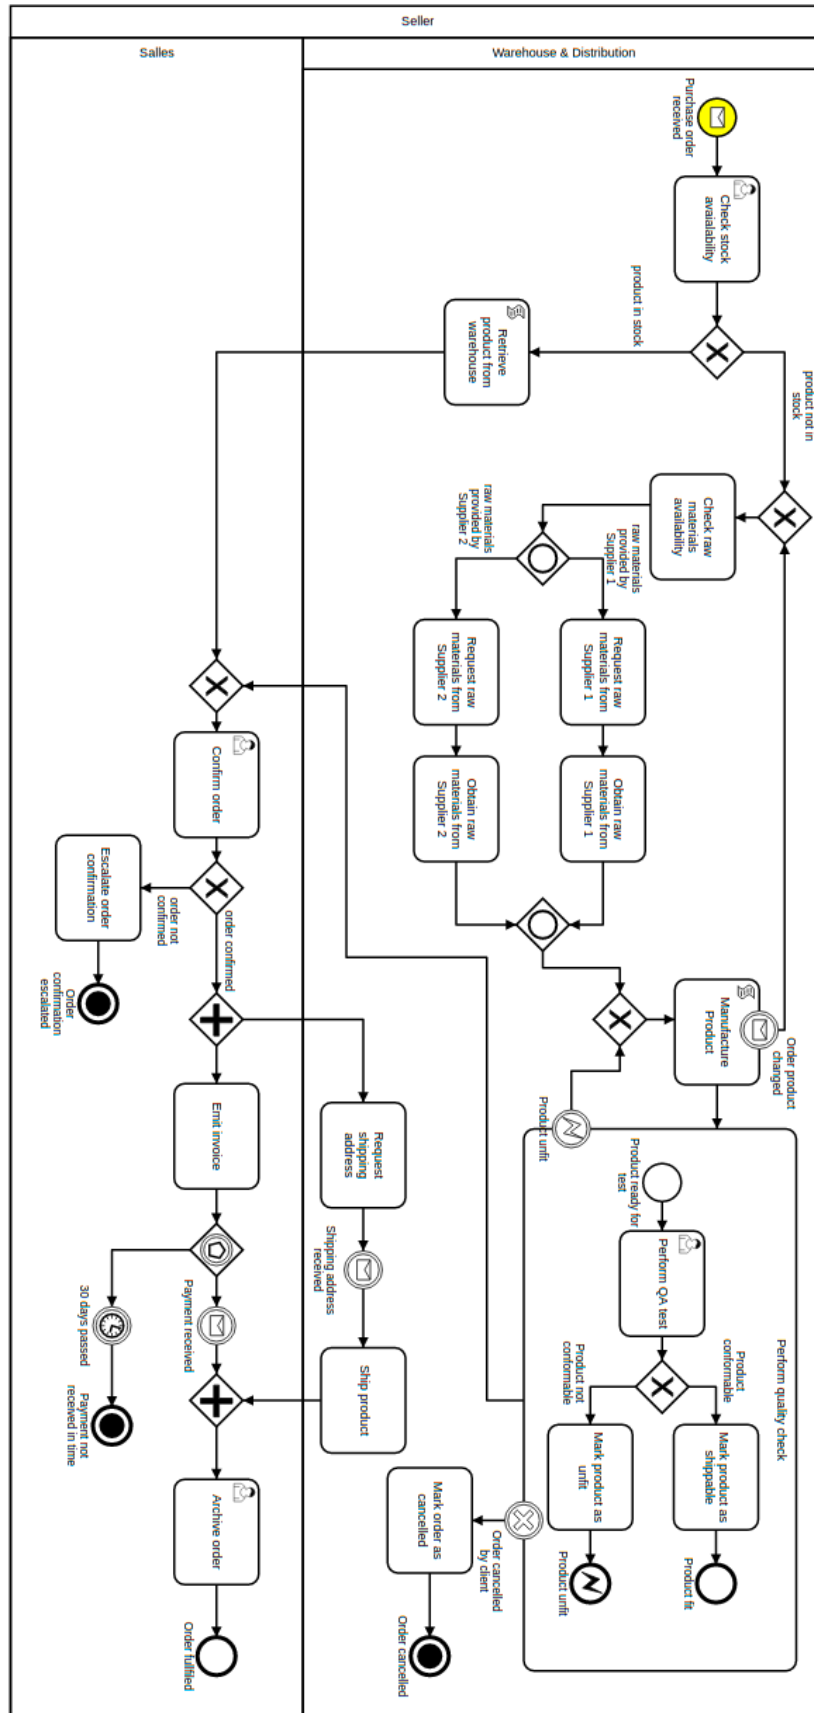 Seller
Salles
Warehouse & Distribution
Purchase order
received
Check stock
avaialability
product in stock
product not in
stock
Retrieve
product from
warehouse
Check raw
materials
availability
raw materials
provided by
Supplier 1
raw materials
provided by
Supplier 2
Request raw
materials from
Supplier 1
Request raw
materials from
Supplier 2
Obtain raw
materials from
Supplier 1
Obtain raw
materials from
Supplier 2
Manufacture
Product
Order product
changed
Product unfit
Perform quality check
Product ready for
test
Perform QA test
Product
conformable
Product not
conformable
Mark product as
shippable
Mark product as
unfit
Product fit
Product unfit
Order cancelled
by client
Mark order as
cancelled
Order cancelled
Confirm order
order not
confirmed
order confirmed
Escalate order
confirmation
Order
confirmation
escalated
Emit invoice
Request
shipping
address
Shipping address
received
Ship product
Payment received
30 days passed
Payment not
received in time
Archive order
Order fullfiled